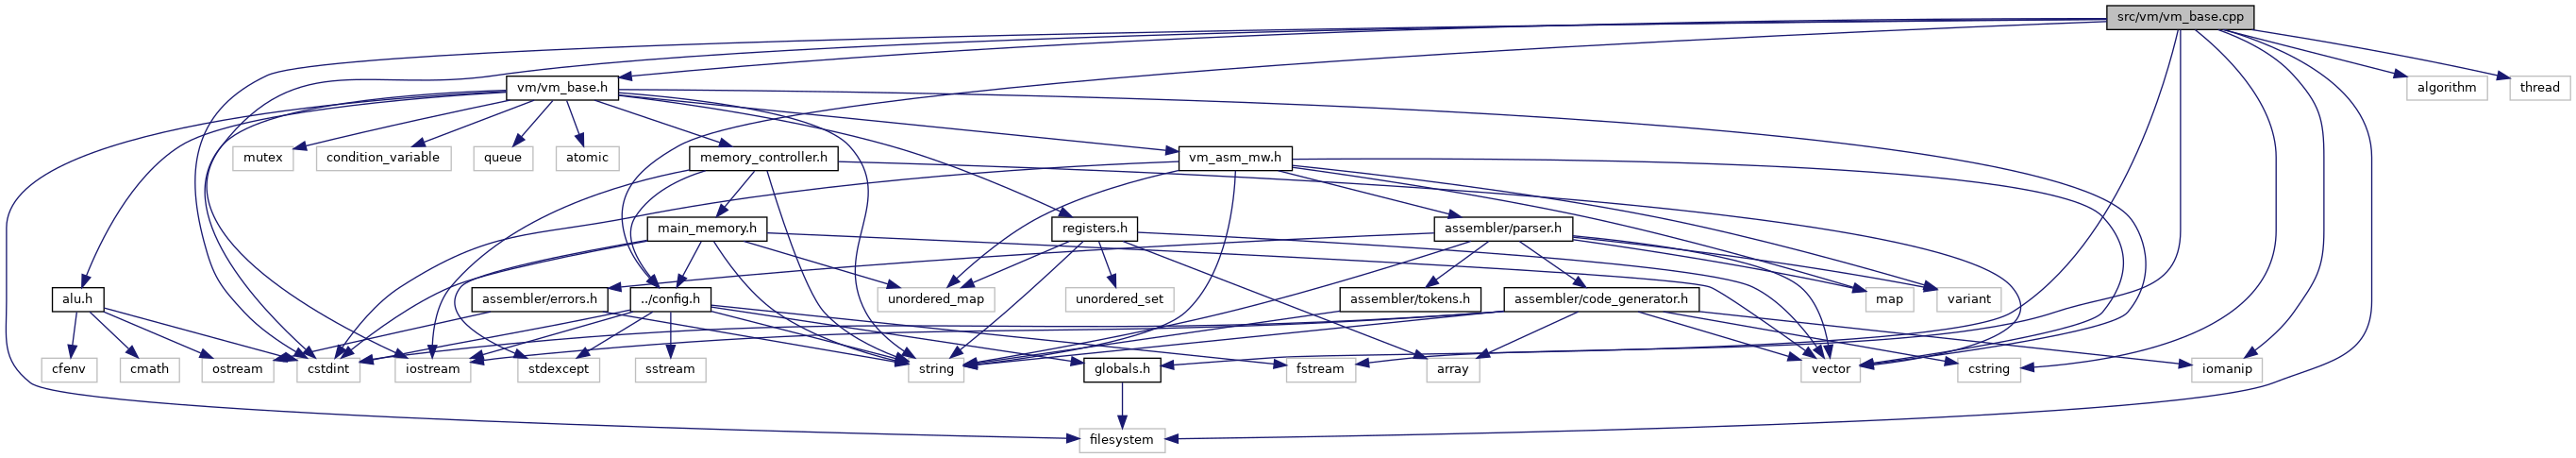 src/vm/vm_base.cpp
vm/vm_base.h
algorithm
thread
mutex
condition_variable
queue
atomic
memory_controller.h
vm_asm_mw.h
main_memory.h
registers.h
assembler/parser.h
alu.h
assembler/errors.h
../config.h
unordered_map
unordered_set
assembler/tokens.h
assembler/code_generator.h
map
variant
cfenv
cmath
ostream
cstdint
iostream
stdexcept
sstream
string
globals.h
fstream
array
vector
cstring
iomanip
filesystem